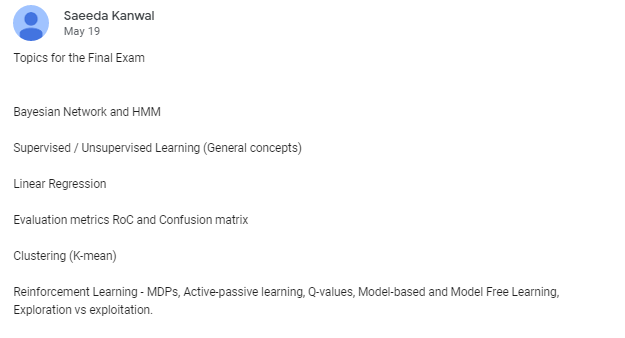 Saeeda Kanwal
May 19
Topics for the Final Exam
Bayesian Network and HMM
Supervised / Unsupervised Learning (General concepts)
Linear Regression
Evaluation metrics RoC and Confusion matrix
Clustering (K-mean)
Reinforcement Learning - MDPs, Active-passive learning, Q-values, Model-based and Model Free Learning,
Exploration vs exploitation.